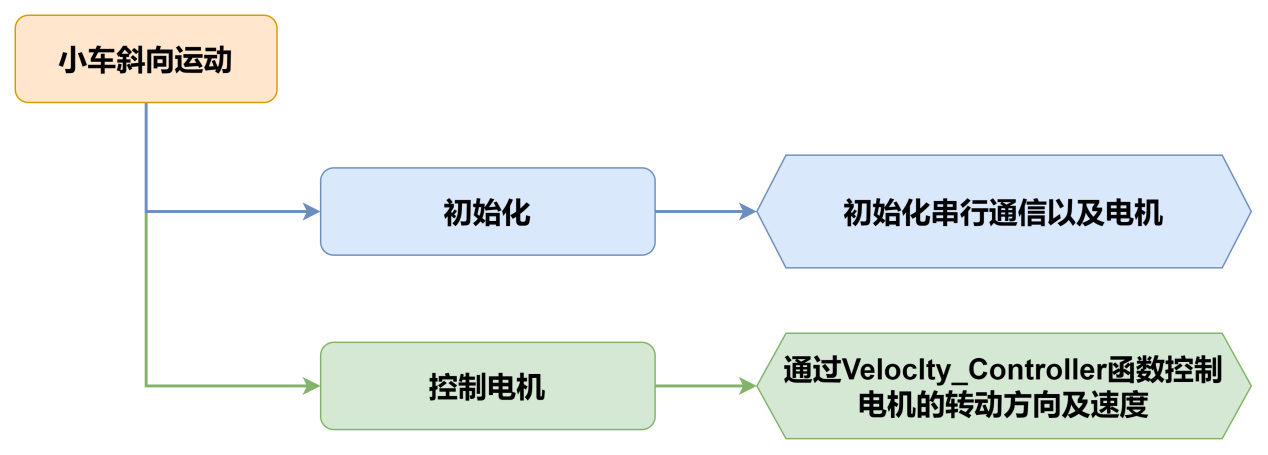 小车斜向运动
初始化
初始化串行通信以及电机
控制电机
通过Veloclty_Controller函数控制
电机的转动方向及速度